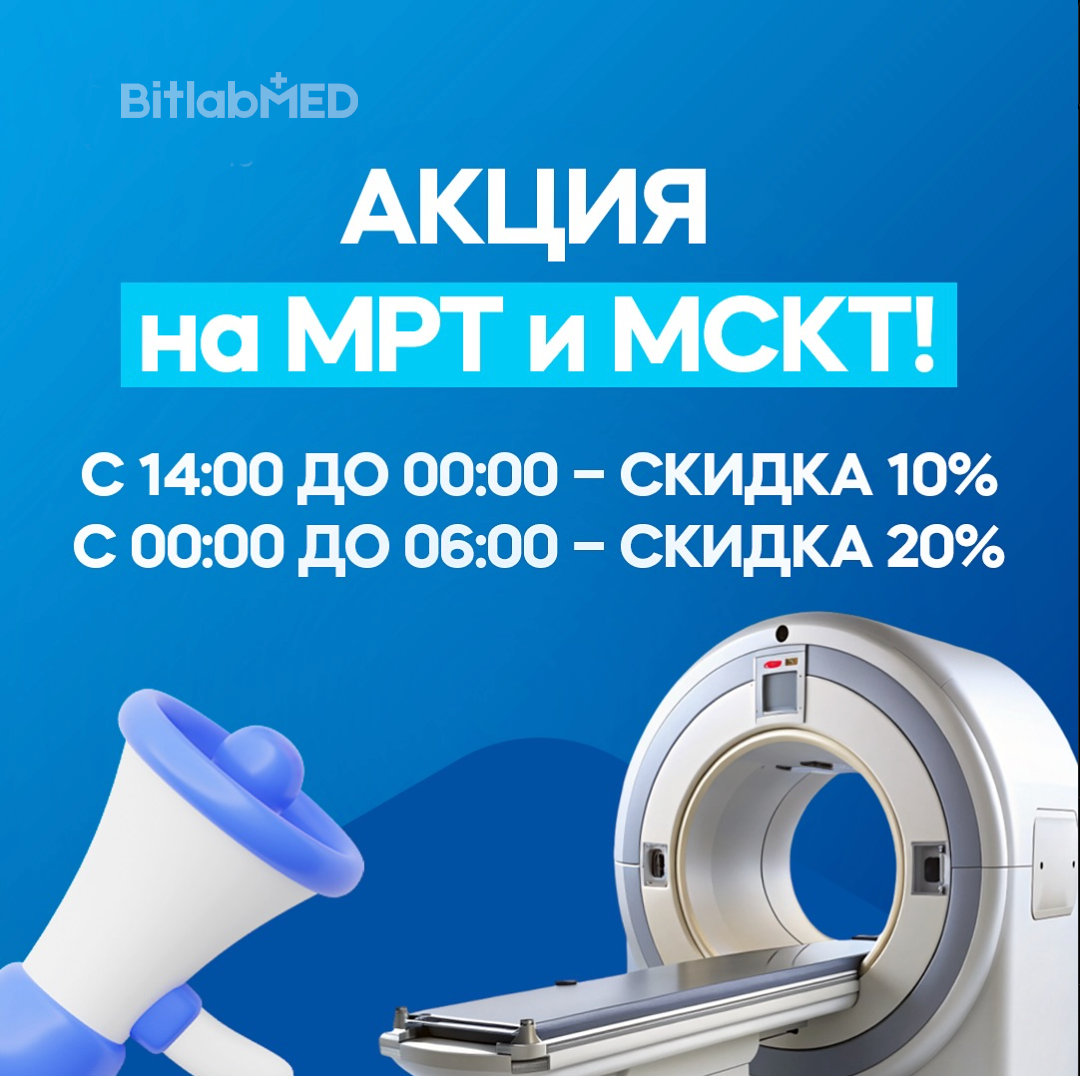 BitlabMED
АКЦИЯ
на МРТ и МСКТ!
С 14:00 ДО 00:00 – СКИДКА 10%
С 00:00 ДО 06:00 – СКИДКА 20%